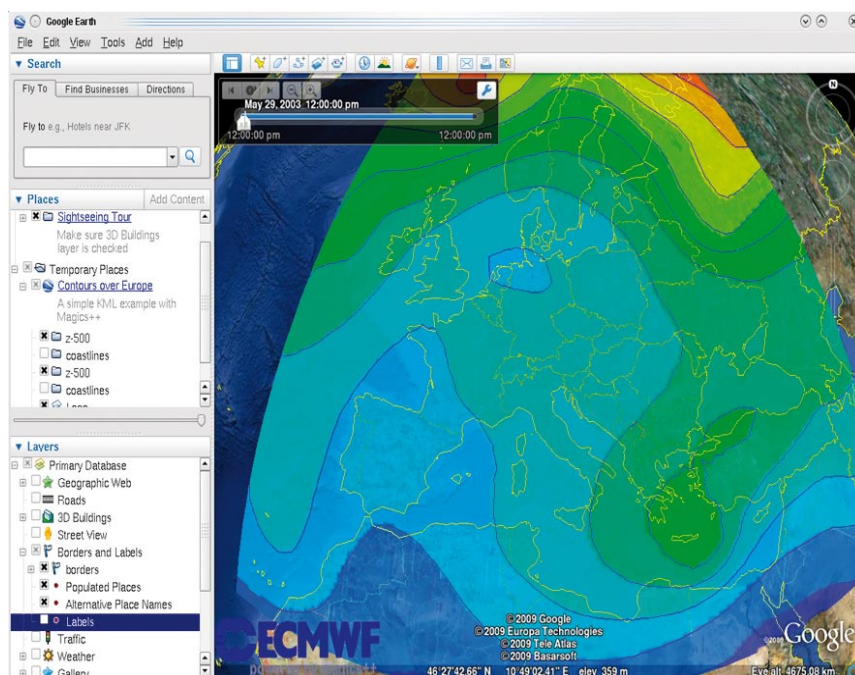 Google Earth
File Edit View Tools Add Help
Search
Fly To Find Businesses Directions
Fly to e.g., Hotels near JFK
Places Add Content
Sightseeing Tour
Make sure 3D Buildings
layer is checked
Temporary Places
Contours over Europe
A simple KML example with
Magics++
z-500
coastlines
z-500
coastlines
Layers
Primary Database
Geographic Web
Roads
3D Buildings
Street View
Borders and Labels
borders
Populated Places
Alternative Place Names
Labels
Traffic
Weather
Gallery
May 29, 2003 12:00:00 pm
12:00:00 pm 12:00:00 pm
N
ECMWF
© 2009 Google
© 2009 Europa Technologies
© 2009 Tele Atlas
© 2009 Basarsoft
©2009 Google
46°27'42.66" N 10°49'02.41" E elev 359 m Eye alt 4675.08 km